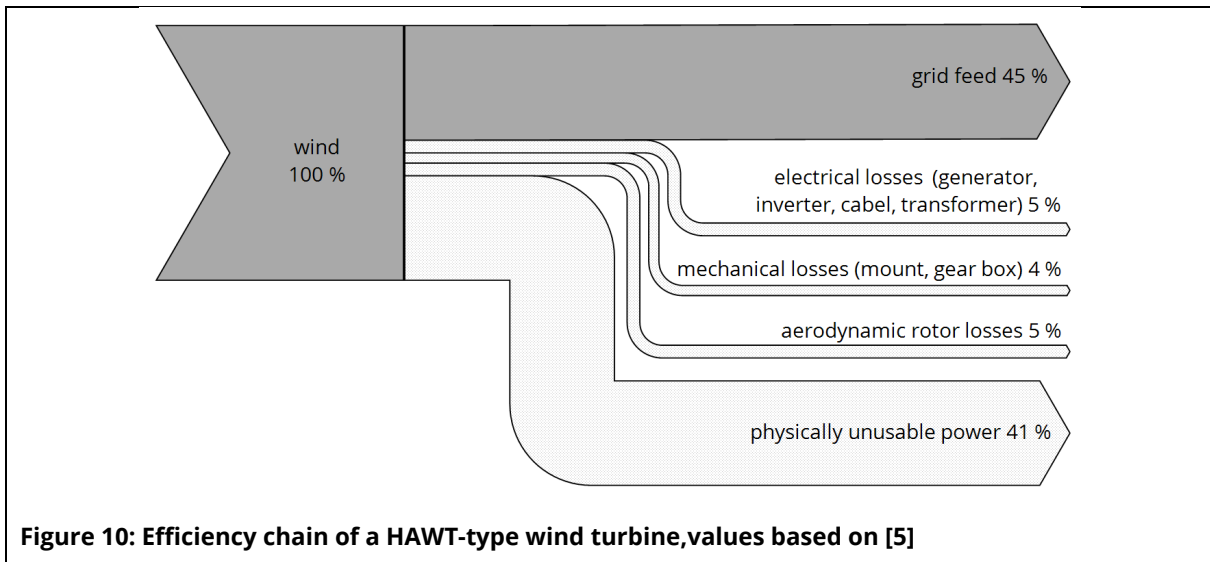 wind
100 %
grid feed 45 %
electrical losses (generator,
inverter, cabel, transformer) 5 %
mechanical losses (mount, gear box) 4 %
aerodynamic rotor losses 5 %
physically unusable power 41 %
Figure 10: Efficiency chain of a HAWT-type wind turbine,values based on [5]